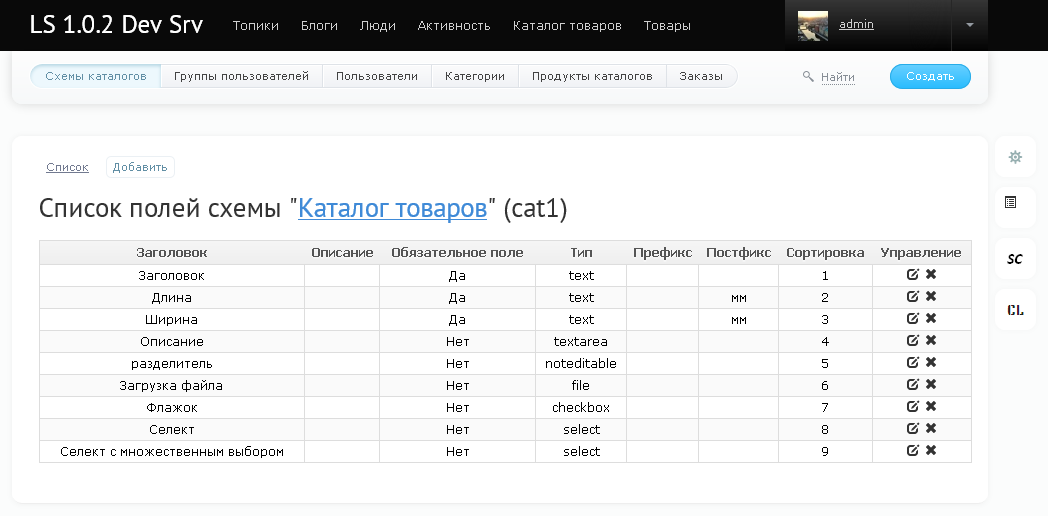 LS 1.0.2 Dev Srv Топики Блоги Люди Активность Каталог товаров Товары admin
Схемы каталогов Группы пользователей Пользователи Категории Продукты каталогов Заказы Найти Создать
Список Добавить
Список полей схемы "Каталог товаров" (cat1)
Заголовок Описание Обязательное поле Тип Префикс Постфикс Сортировка Управление
Заголовок Да text 1
Длина Да text мм 2
Ширина Да text мм 3
Описание Нет textarea 4
разделитель Нет noteditable 5
Загрузка файла Нет file 6
Флажок Нет checkbox 7
Селект Нет select 8
Селект с множественным выбором Нет select 9
SC
CL